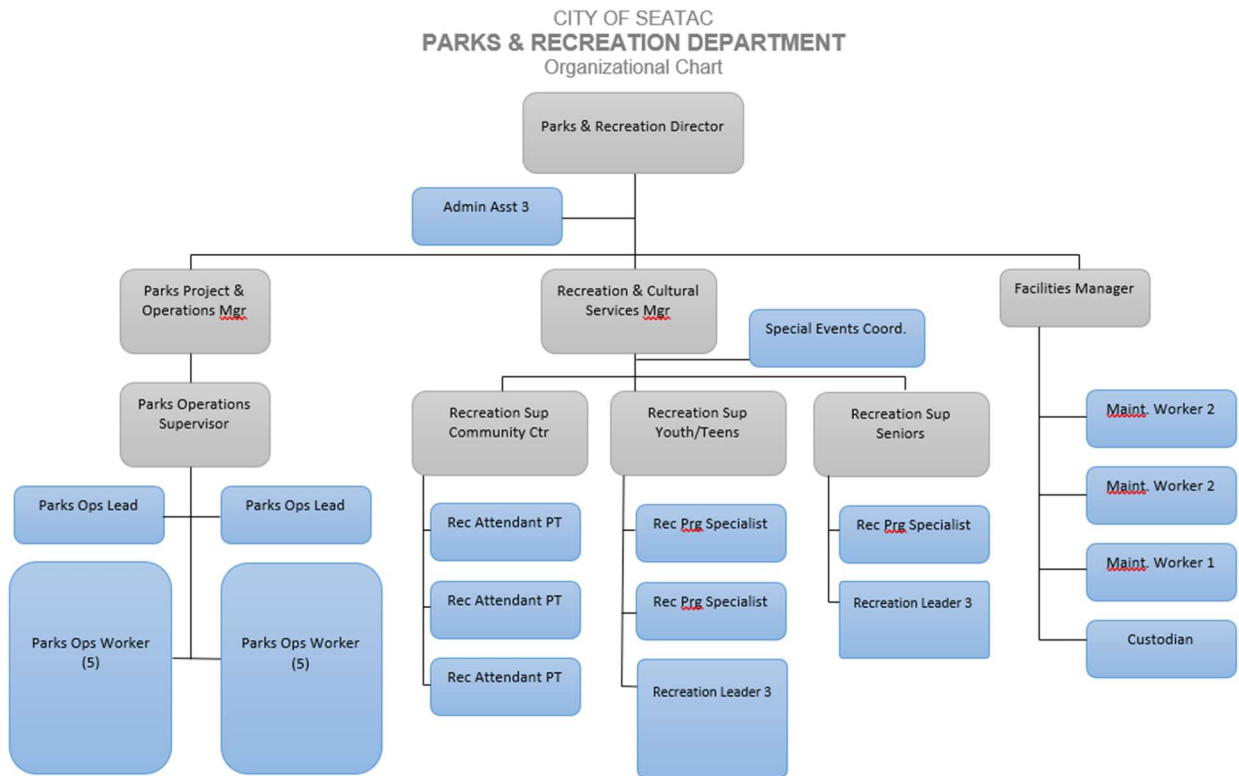 CITY OF SEATAC
PARKS & RECREATION DEPARTMENT
Organizational Chart
Parks & Recreation Director
Admin Asst 3
Parks Project &
Operations Mgr
Recreation & Cultural
Services Mgr
Facilities Manager
Special Events Coord.
Parks Operations
Supervisor
Recreation Sup
Community Ctr
Recreation Sup
Youth/Teens
Recreation Sup
Seniors
Parks Ops Lead
Parks Ops Lead
Parks Ops Worker
(5)
Parks Ops Worker
(5)
Rec Attendant PT
Rec Attendant PT
Rec Attendant PT
Rec Prg Specialist
Rec Prg Specialist
Recreation Leader 3
Rec Prg Specialist
Recreation Leader 3
Maint. Worker 2
Maint. Worker 2
Maint. Worker 1
Custodian